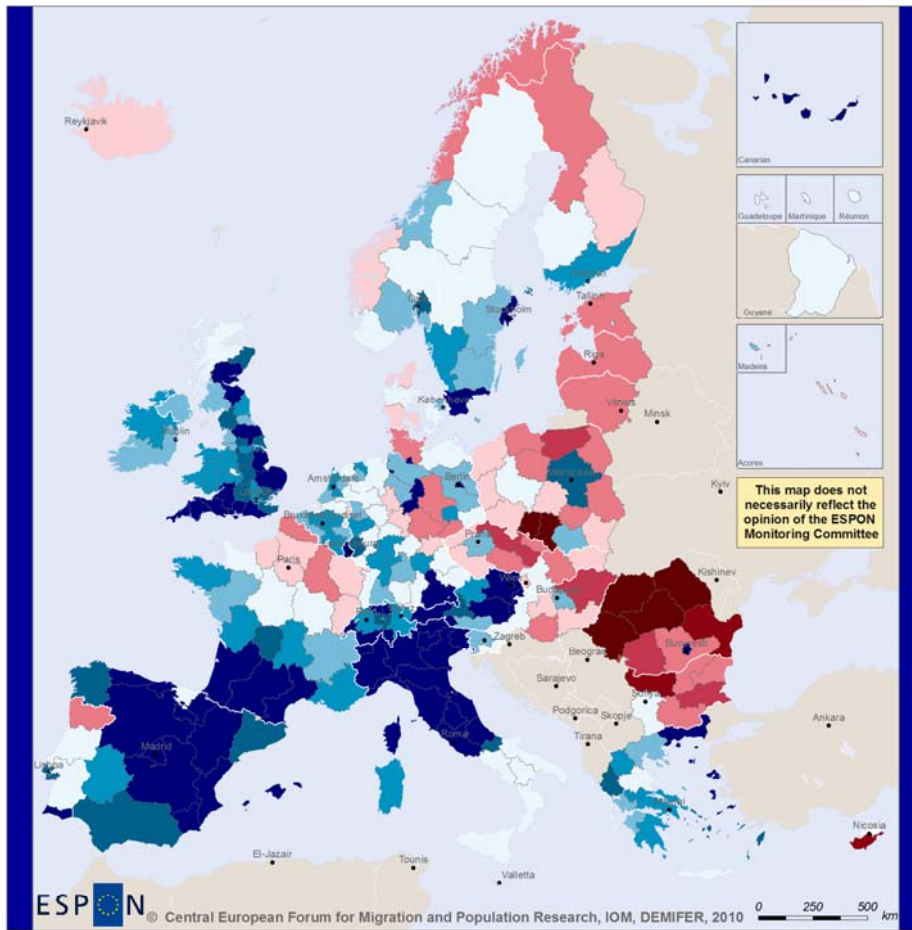 Reykjavik
Canarias
Guadeloupe
Martinique
Réunion
Guyane
Madeira
Acores
Stockholm
Tallinn
Riga
København
Vilnius
Minsk
Dublin
Amsterdam
Berlin
Kyiv
This map does not
necessarily reflect the
opinion of the ESPON
Monitoring Committee
Paris
Kishinev
Zagreb
Bucuresti
Sarajevo
Podgorica
Skopje
Tirana
Ankara
Madrid
Roma
Lisboa
Nicosia
El-Jazair
Tounis
Valletta
ESPON
© Central European Forum for Migration and Population Research, IOM, DEMIFER, 2010
0 250 500
km